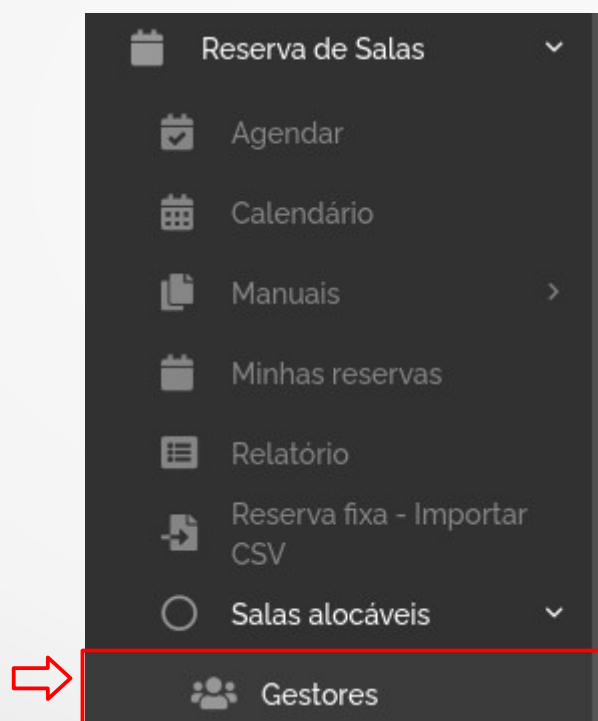 Reserva de Salas
Agendar
Calendário
Manuais
Minhas reservas
Relatório
Reserva fixa - Importar
CSV
Salas alocáveis
Gestores